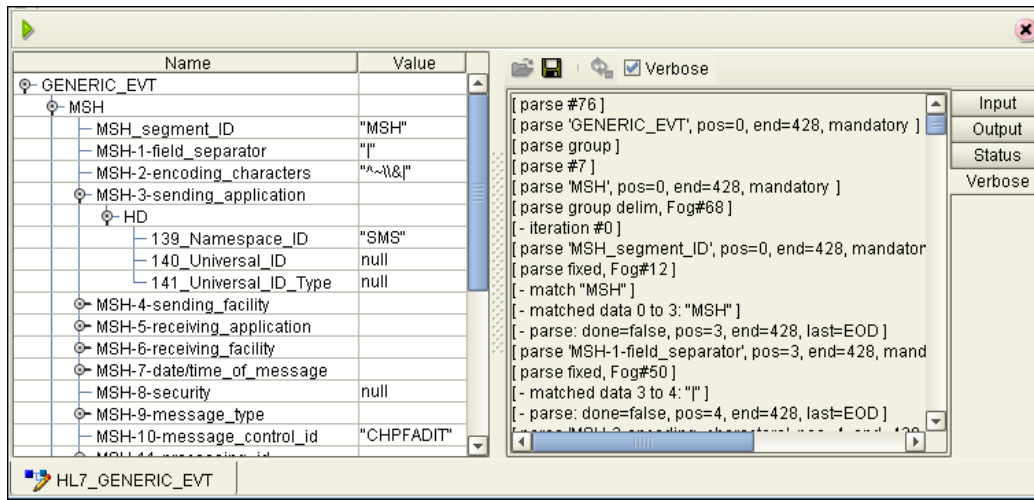 Name Value
GENERIC_EVT
MSH
MSH_segment_ID "MSH"
MSH-1-field_separator "|"
MSH-2-encoding_characters "^~\\&|"
MSH-3-sending_application
HD
139_Namespace_ID "SMS"
140_Universal_ID null
141_Universal_ID_Type null
MSH-4-sending_facility
MSH-5-receiving_application
MSH-6-receiving_facility
MSH-7-date/time_of_message
MSH-8-security null
MSH-9-message_type
MSH-10-message_control_id "CHPFADIT"
Verbose
[ parse #76 ]
[ parse 'GENERIC_EVT', pos=0, end=428, mandatory ]
[ parse group ]
[ parse #7 ]
[ parse 'MSH', pos=0, end=428, mandatory ]
[ parse group delim, Fog#68 ]
[ - iteration #0 ]
[ parse 'MSH_segment_ID', pos=0, end=428, mandator
[ parse fixed, Fog#12 ]
[ - match "MSH" ]
[ - matched data 0 to 3: "MSH" ]
[ - parse: done=false, pos=3, end=428, last=EOD ]
[ parse 'MSH-1-field_separator', pos=3, end=428, mand
[ parse fixed, Fog#50 ]
[ - matched data 3 to 4: "|" ]
[ - parse: done=false, pos=4, end=428, last=EOD ]
Input
Output
Status
Verbose
HL7_GENERIC_EVT